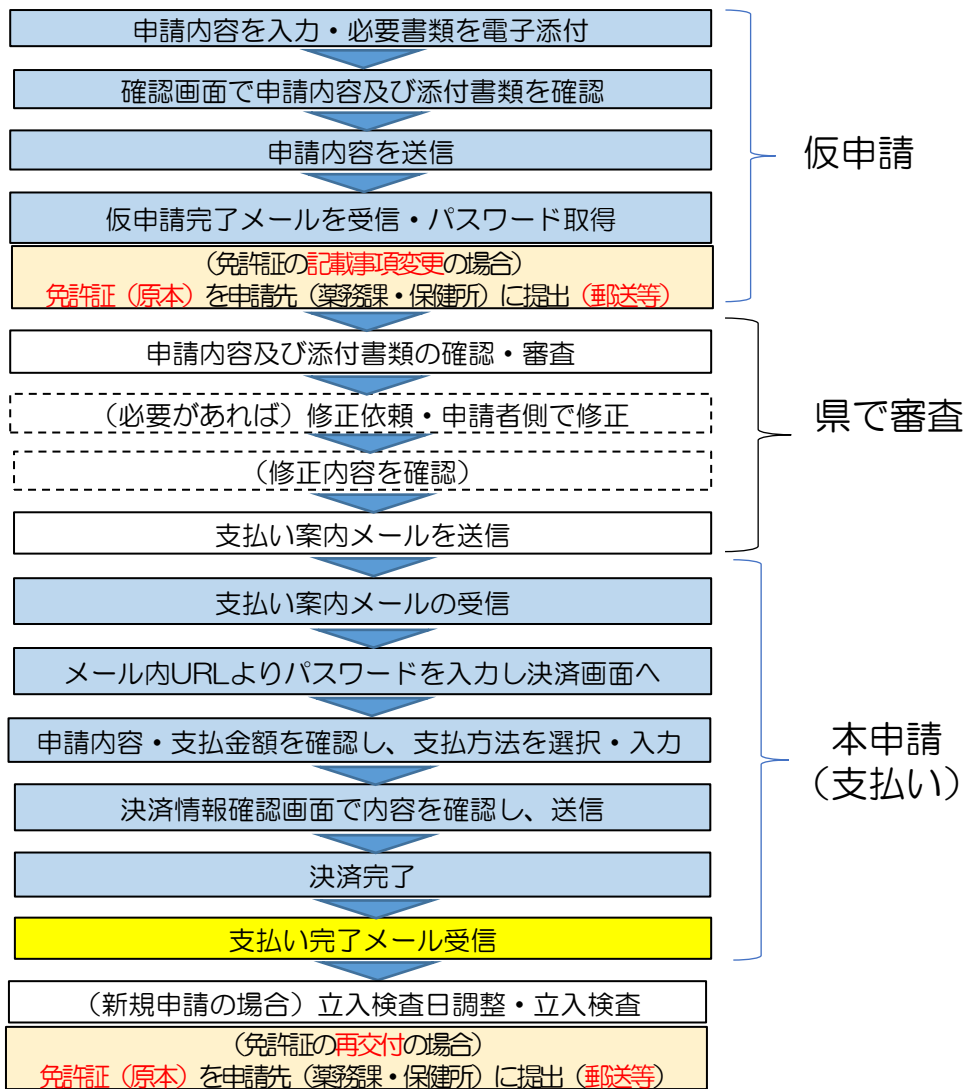 申請内容を入力・必要書類を電子添付
確認画面で申請内容及び添付書類を確認
申請内容を送信
仮申請完了メールを受信・パスワード取得
（免許証の記載事項変更の場合）
免許証（原本）を申請先（薬務課・保健所）に提出（郵送等）
仮申請
申請内容及び添付書類の確認・審査
（必要があれば）修正依頼・申請者側で修正
（修正内容を確認）
支払い案内メールを送信
県で審査
支払い案内メールの受信
メール内URLよりパスワードを入力し決済画面へ
申請内容・支払金額を確認し、支払方法を選択・入力
決済情報確認画面で内容を確認し、送信
決済完了
支払い完了メール受信
本申請
（支払い）
（新規申請の場合）立入検査日調整・立入検査
（免許証の再交付の場合）
免許証（原本）を申請先（薬務課・保健所）に提出（郵送等）